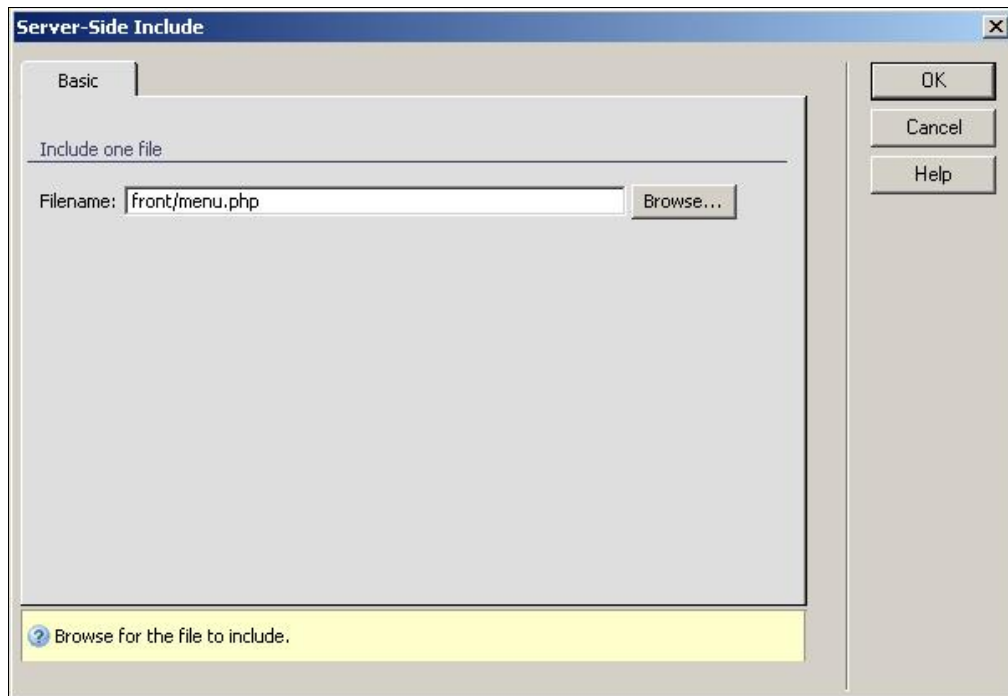 Server-Side Include
Basic
OK
Cancel
Help
Include one file
Filename: front/menu.php Browse...
Browse for the file to include.